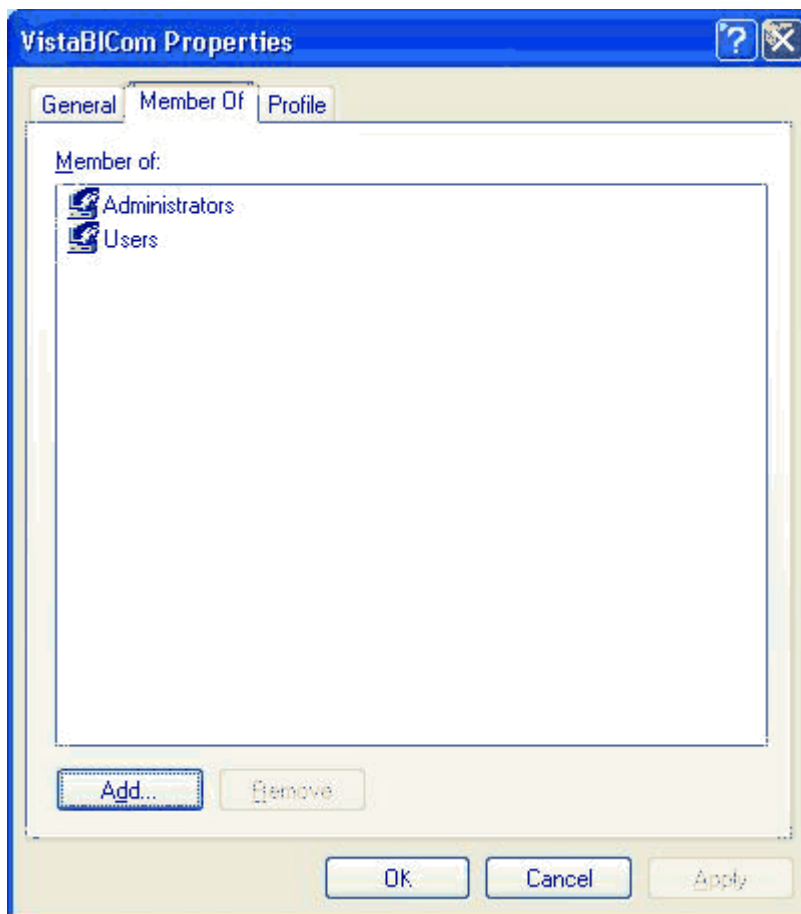 VistaBICom Properties
General Member Of Profile
Member of:
Administrators
Users
Add... Remove
OK Cancel Apply